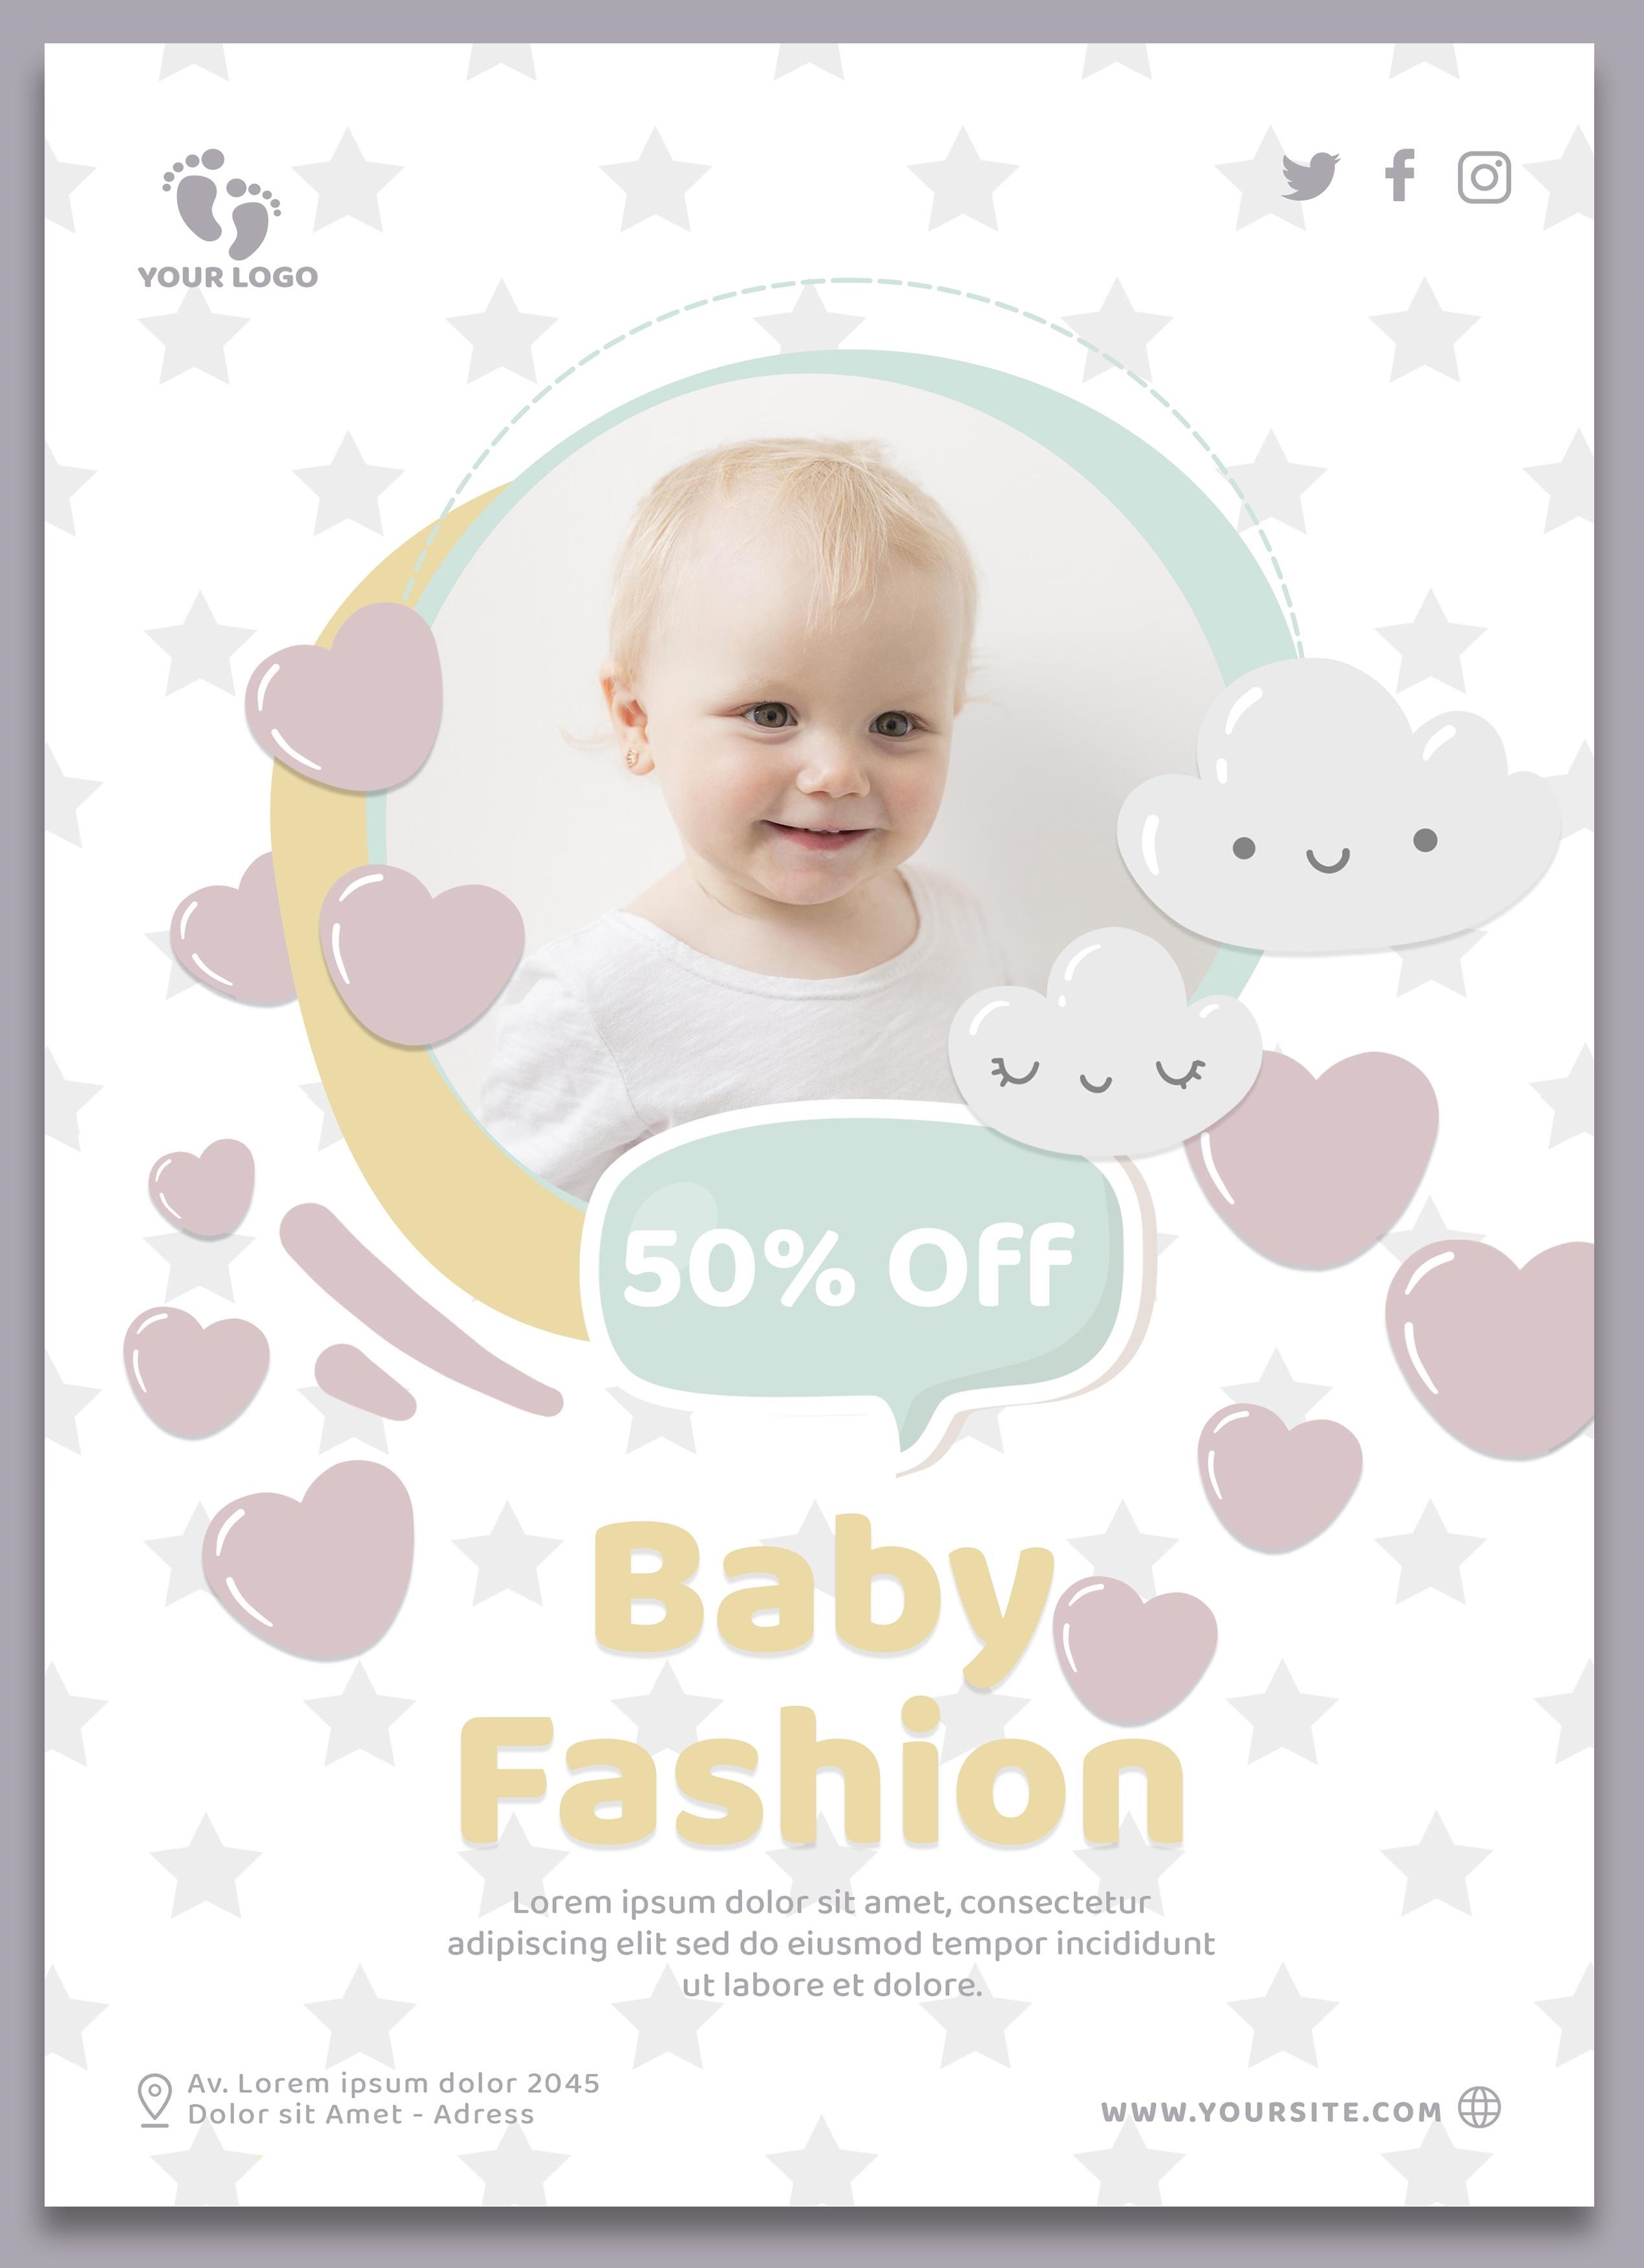 YOUR LOGO
50% Off
Baby
Fashion
Lorem ipsum dolor sit amet, consectetur
adipiscing elit sed do eiusmod tempor incididunt
ut labore et dolore.
Av. Lorem ipsum dolor 2045
Dolor sit Amet - Adress
WWW.YOURSITE.COM